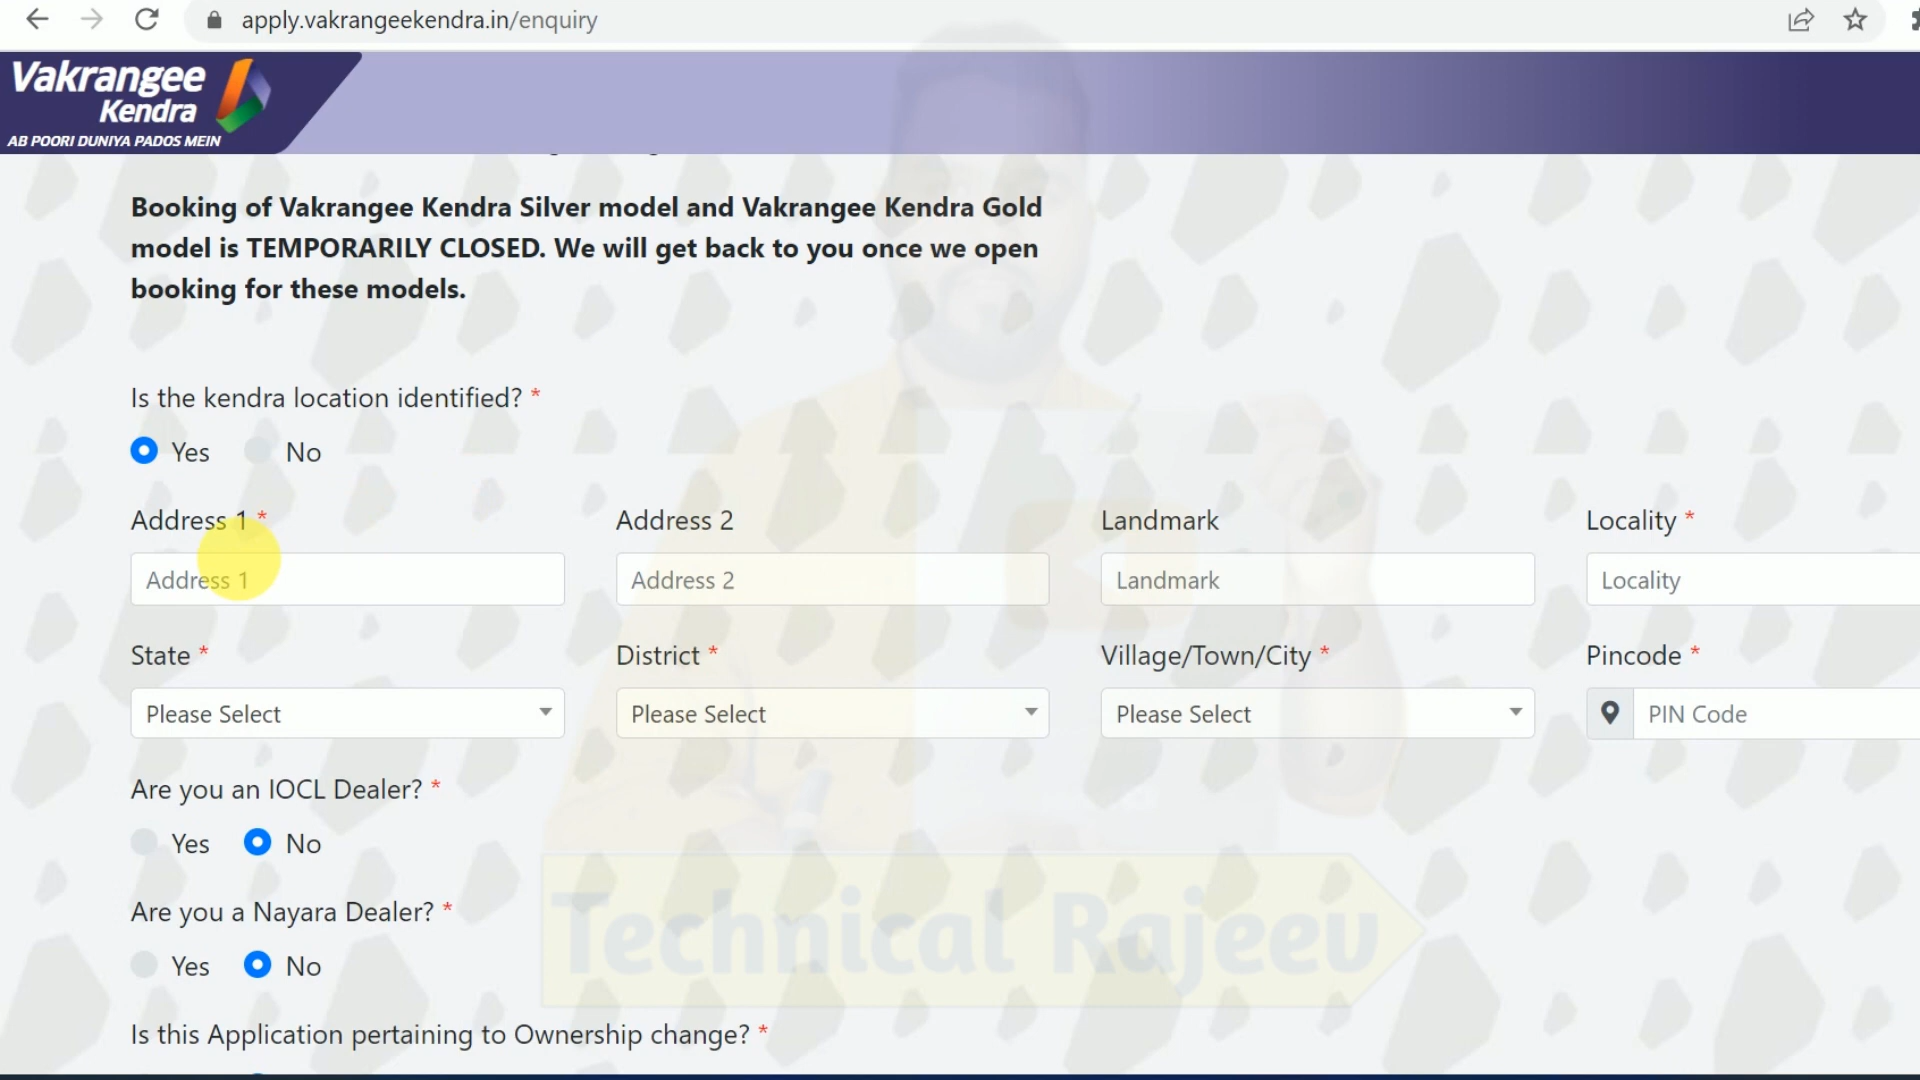 apply.vakrangeekendra.in/enquiry
Vakrangee
Kendra
AB POORI DUNIYA PADOS MEIN
Booking of Vakrangee Kendra Silver model and Vakrangee Kendra Gold
model is TEMPORARILY CLOSED. We will get back to you once we open
booking for these models.
Is the kendra location identified? *
Yes No
Address 1 * Address 2 Landmark Locality *
Address 1 Address 2 Landmark Locality
State * District * Village/Town/City * Pincode *
Please Select Please Select Please Select PIN Code
Are you an IOCL Dealer? *
Yes No
Are you a Nayara Dealer? *
Yes No
Technical Rajeev
Is this Application pertaining to Ownership change? *